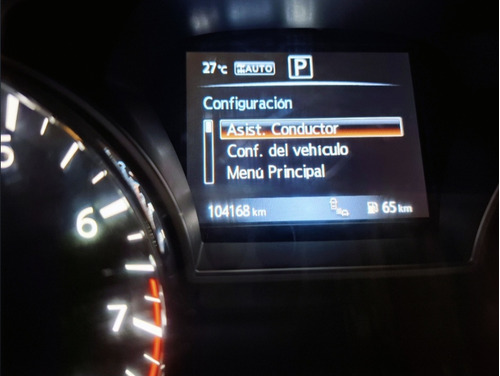 27°C AUTO P
Configuración
Asist. Conductor
Conf. del vehículo
Menú Principal
104168 km 65 km
5
6
7